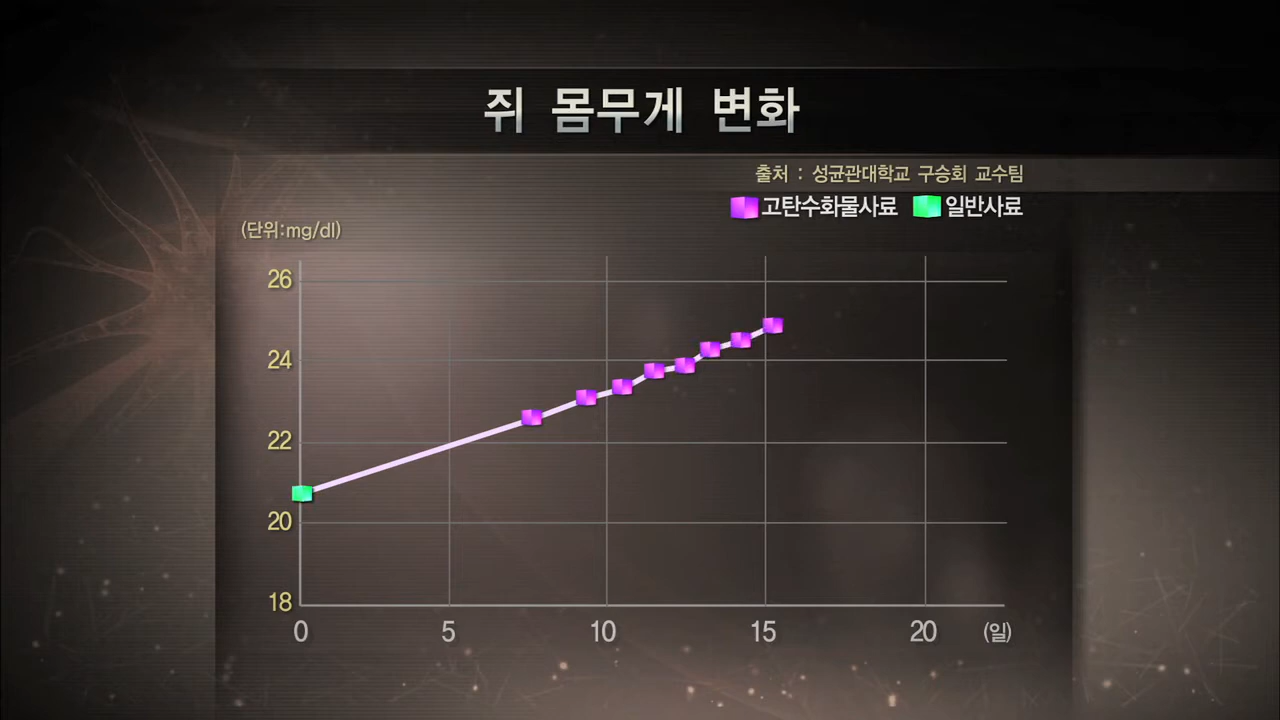 쥐 몸무게 변화
출처 : 성균관대학교 구승회 교수팀
고탄수화물사료 일반사료
(단위:mg/dl)
26
24
22
20
18
0 5 10 15 20 (일)